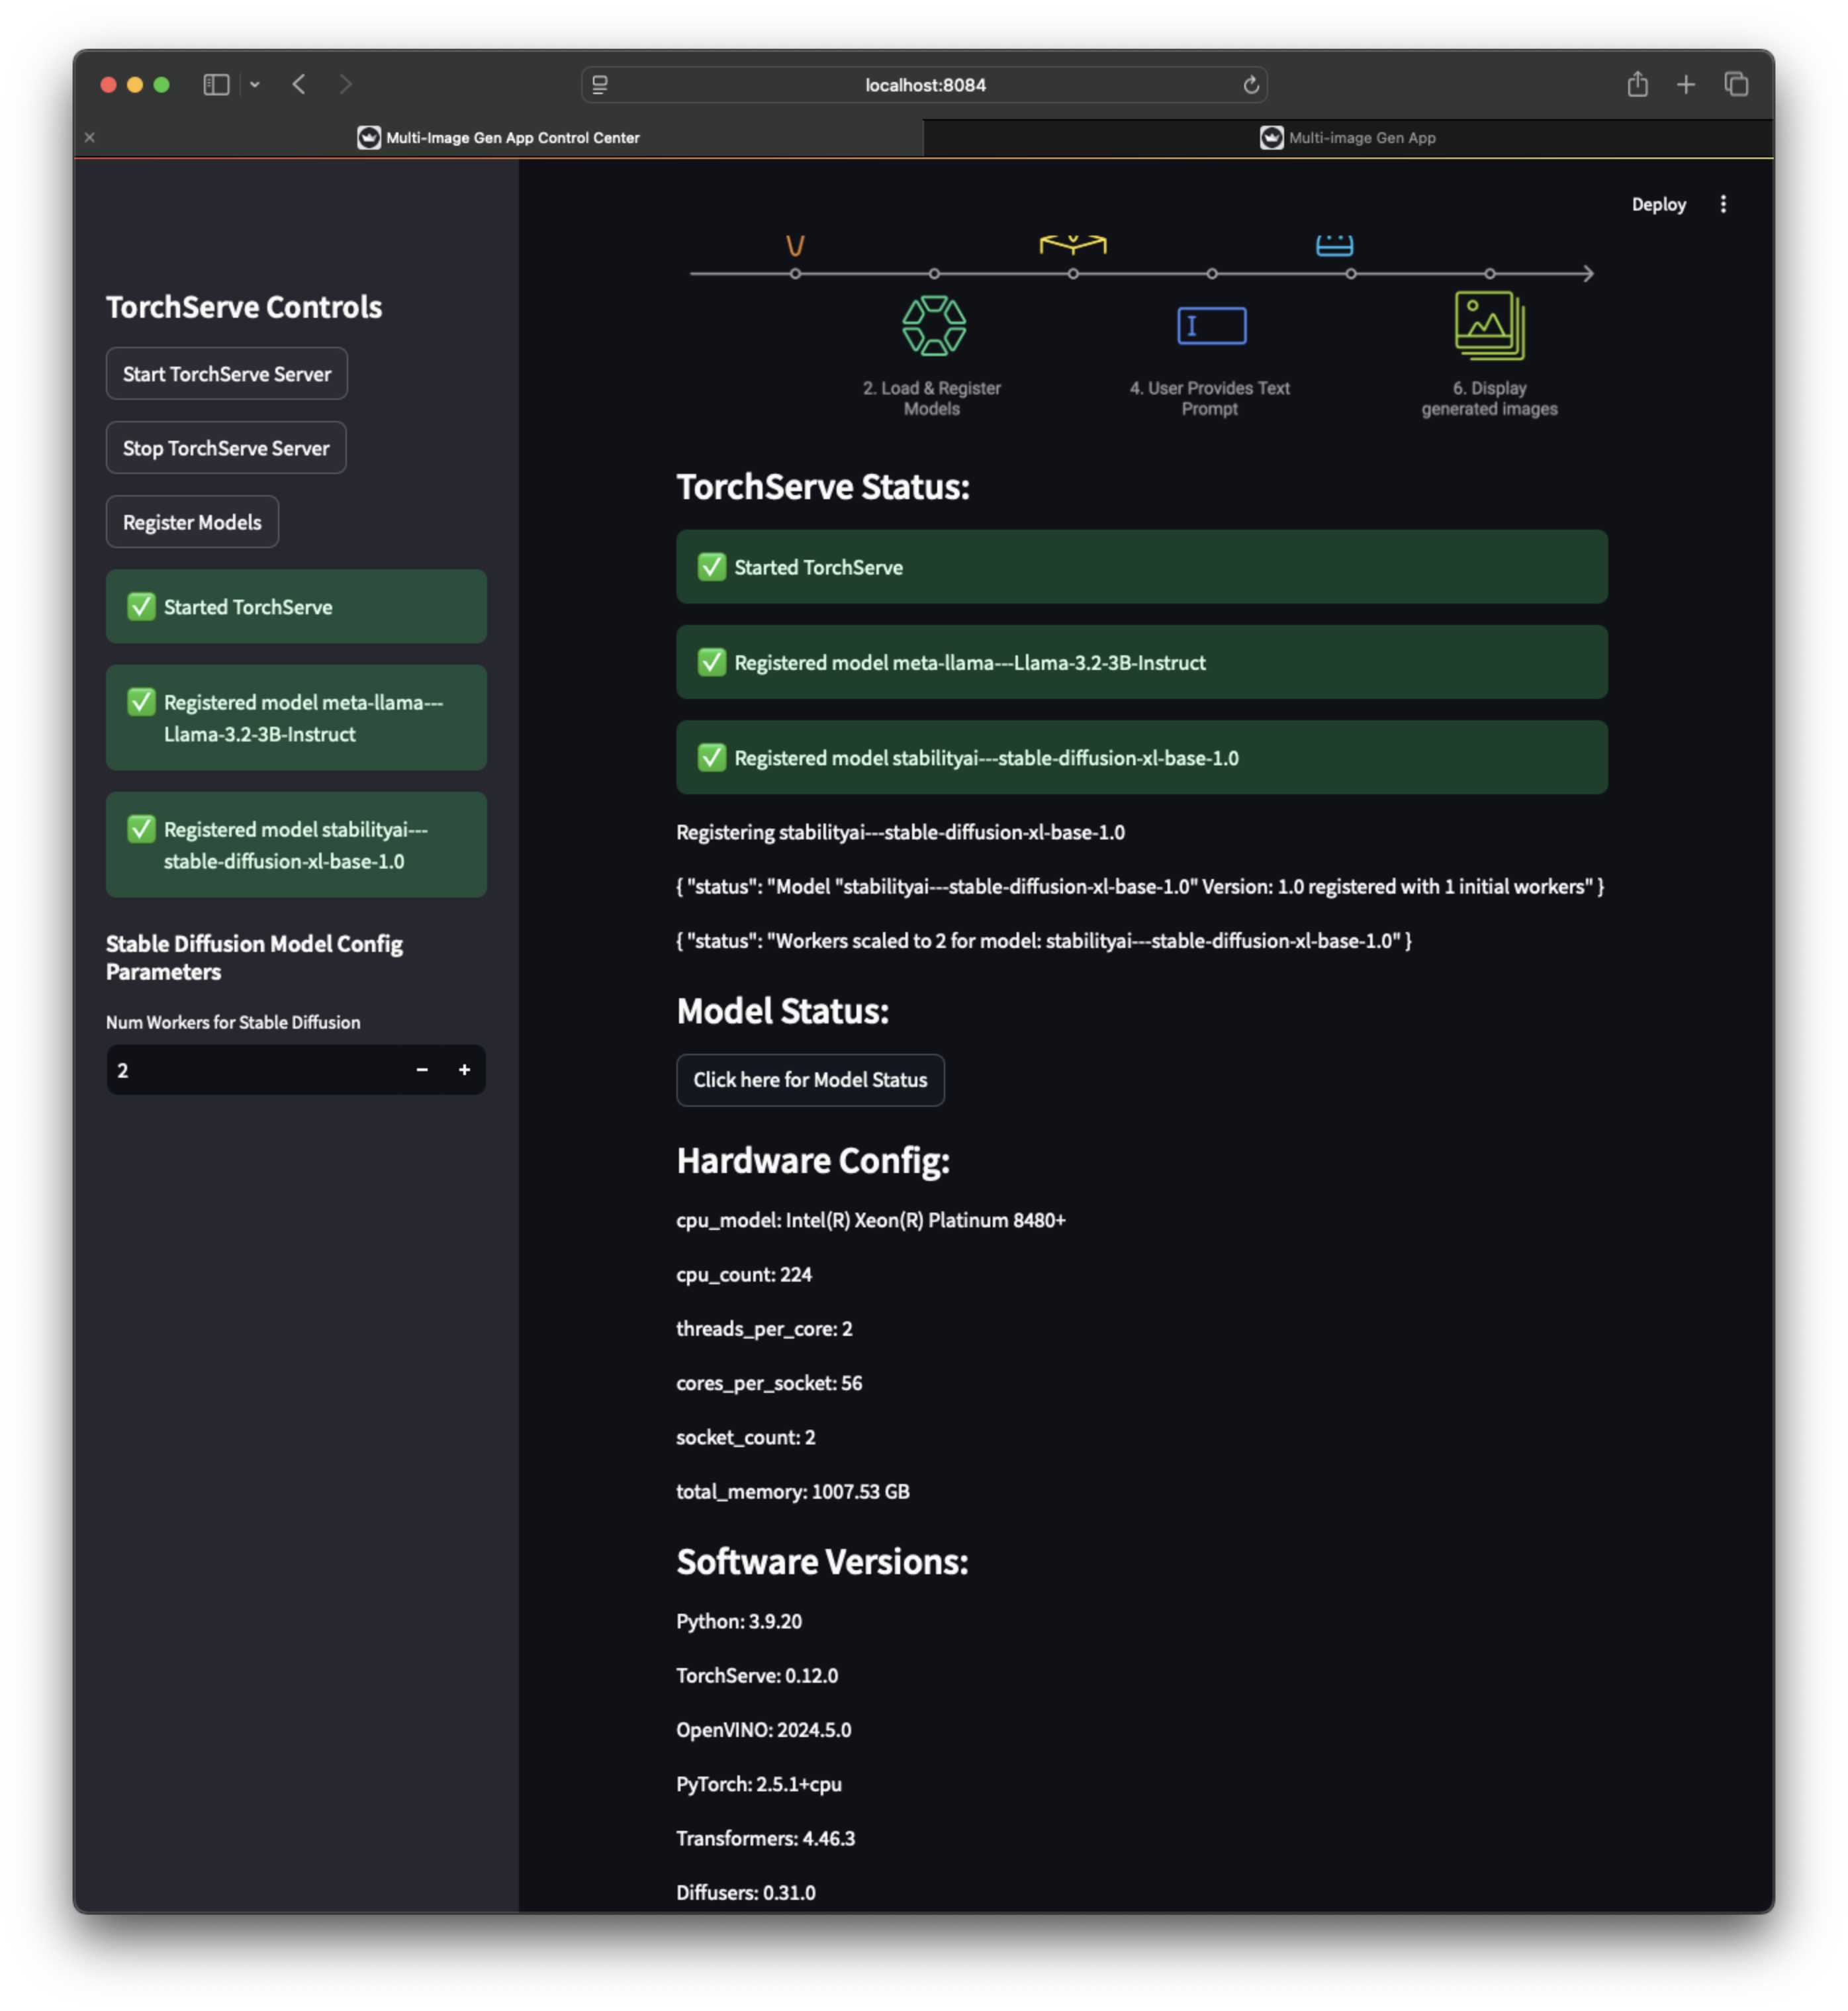 localhost:8084
Multi-Image Gen App Control Center
Multi-image Gen App
TorchServe Controls
Start TorchServe Server
Stop TorchServe Server
Register Models
Started TorchServe
Registered model meta-llama---
Llama-3.2-3B-Instruct
Registered model stabilityai---
stable-diffusion-xl-base-1.0
Stable Diffusion Model Config
Parameters
Num Workers for Stable Diffusion
2
Deploy
2. Load & Register
Models
4. User Provides Text
Prompt
6. Display
generated images
TorchServe Status:
Started TorchServe
Registered model meta-llama---Llama-3.2-3B-Instruct
Registered model stabilityai---stable-diffusion-xl-base-1.0
Registering stabilityai---stable-diffusion-xl-base-1.0
{ "status": "Model "stabilityai---stable-diffusion-xl-base-1.0" Version: 1.0 registered with 1 initial workers" }
{ "status": "Workers scaled to 2 for model: stabilityai---stable-diffusion-xl-base-1.0" }
Model Status:
Click here for Model Status
Hardware Config:
cpu_model: Intel(R) Xeon(R) Platinum 8480+
cpu_count: 224
threads_per_core: 2
cores_per_socket: 56
socket_count: 2
total_memory: 1007.53 GB
Software Versions:
Python: 3.9.20
TorchServe: 0.12.0
OpenVINO: 2024.5.0
PyTorch: 2.5.1+cpu
Transformers: 4.46.3
Diffusers: 0.31.0